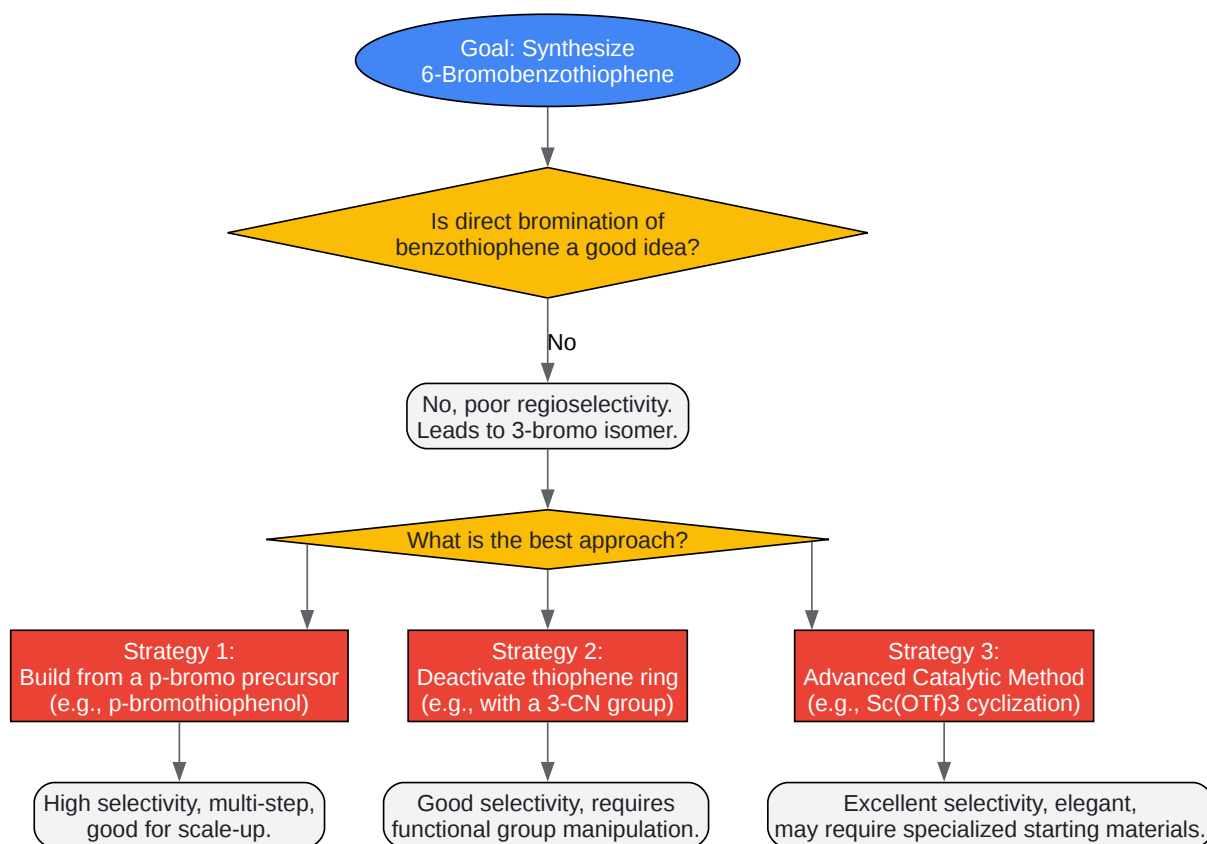 Goal: Synthesize
6-Bromobenzothiophene
Is direct bromination of
benzothiophene a good idea?
No
No, poor regioselectivity.
Leads to 3-bromo isomer.
What is the best approach?
Strategy 1:
Build from a p-bromo precursor
(e.g., p-bromothiophenol)
Strategy 2:
Deactivate thiophene ring
(e.g., with a 3-CN group)
Strategy 3:
Advanced Catalytic Method
(e.g., Sc(OTf)3 cyclization)
High selectivity, multi-step,
good for scale-up.
Good selectivity, requires
functional group manipulation.
Excellent selectivity, elegant,
may require specialized starting materials.